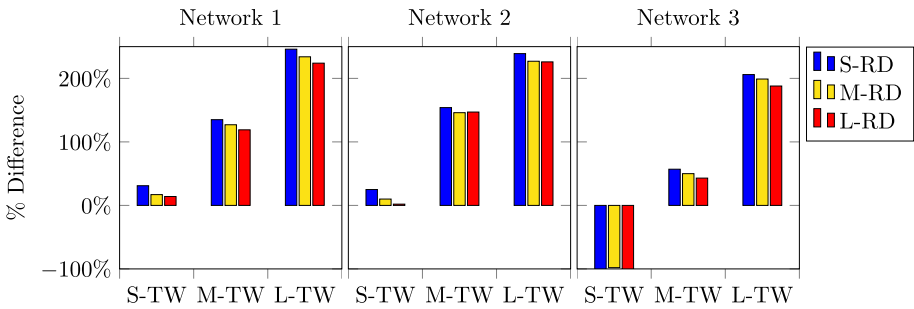 Network 1 Network 2 Network 3
% Difference
200%
100%
0%
−100%
S-TW M-TW L-TW S-TW M-TW L-TW S-TW M-TW L-TW
S-RD
M-RD
L-RD